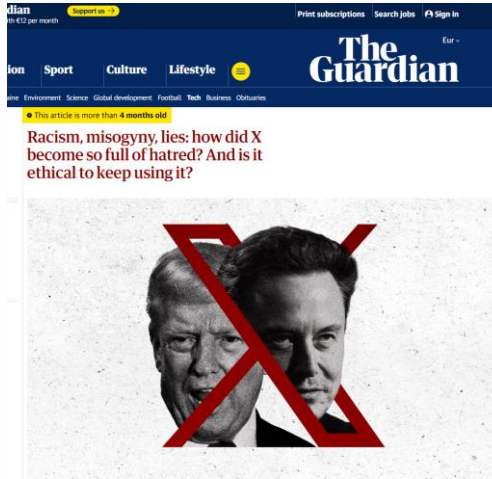 dian
Support us →
Print subscriptions Search jobs Sign in
th €12 per month
The
Guardian
Eur
ion Sport Culture Lifestyle
aine Environment Science Global development Football Tech Business Obituaries
This article is more than 4 months old
Racism, misogyny, lies: how did X
become so full of hatred? And is it
ethical to keep using it?